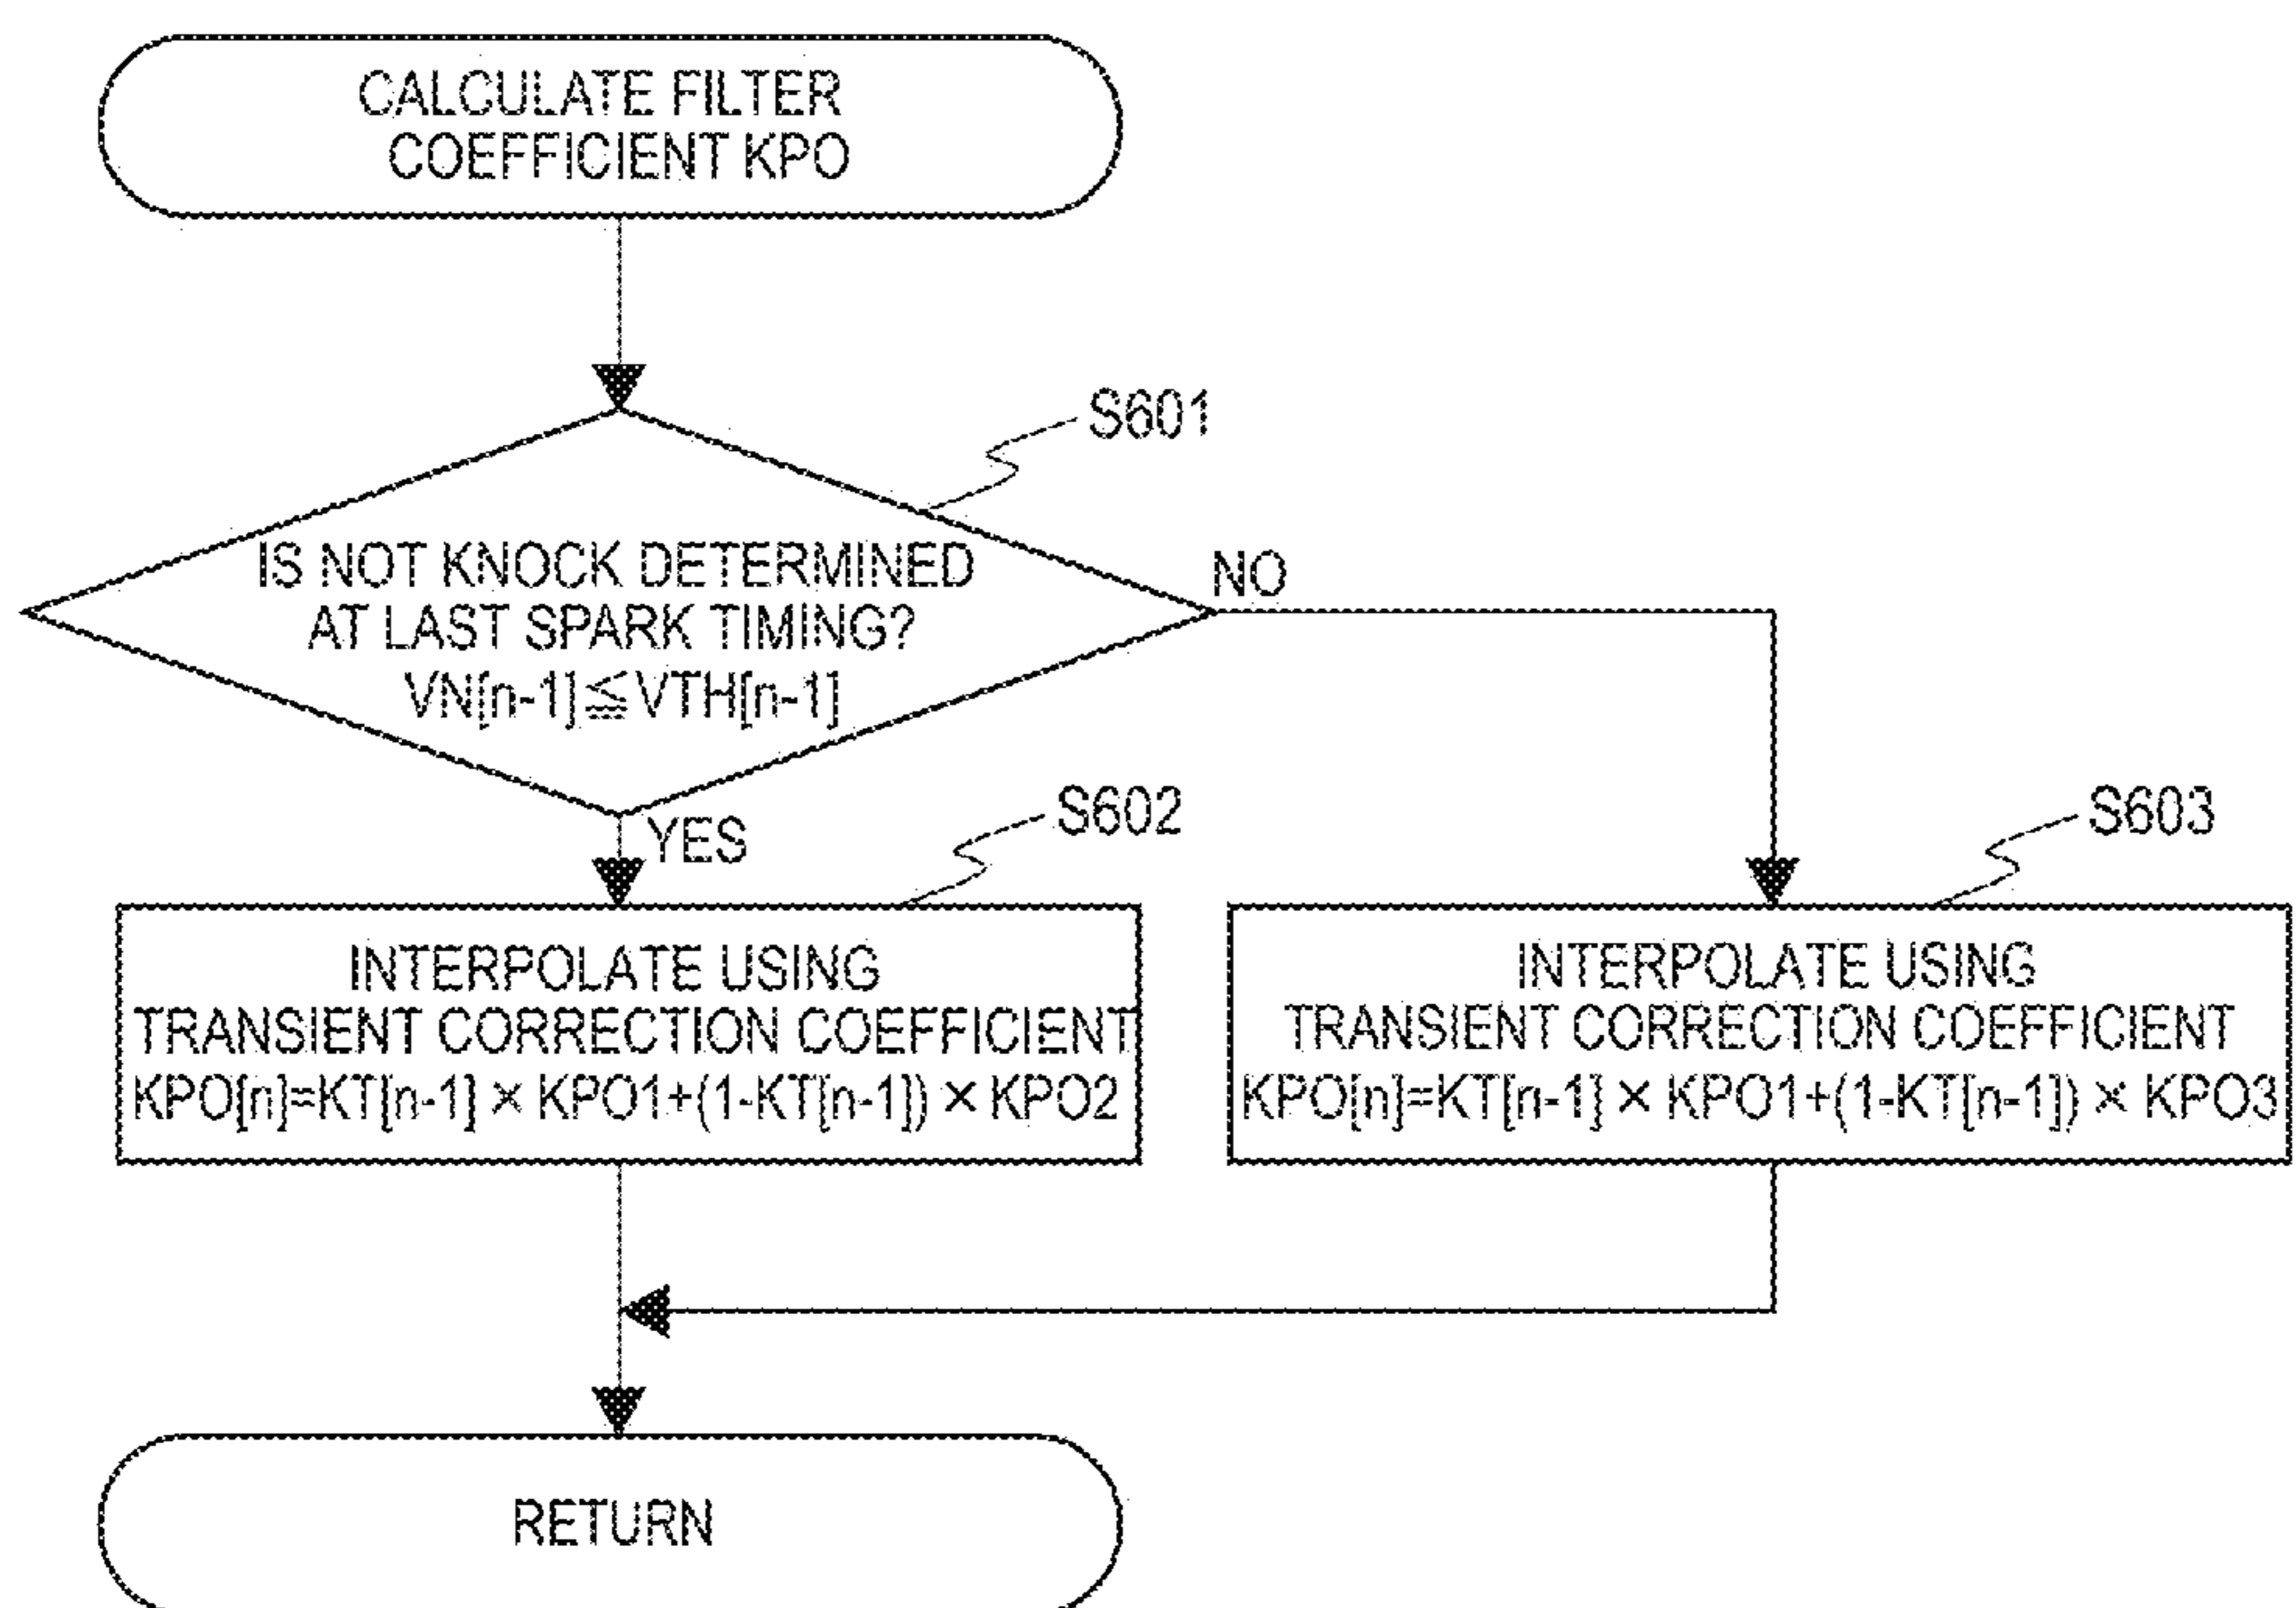 CALCULATE FILTER
COEFFICIENT KPO
S601
IS NOT KNOCK DETERMINED
AT LAST SPARK TIMING?
VN[n-1]≦VTH[n-1]
NO
YES
S602
S603
INTERPOLATE USING
TRANSIENT CORRECTION COEFFICIENT
KPO[n]=KT[n-1] × KPO1+(1-KT[n-1]) × KPO2
INTERPOLATE USING
TRANSIENT CORRECTION COEFFICIENT
KPO[n]=KT[n-1] × KPO1+(1-KT[n-1]) × KPO3
RETURN